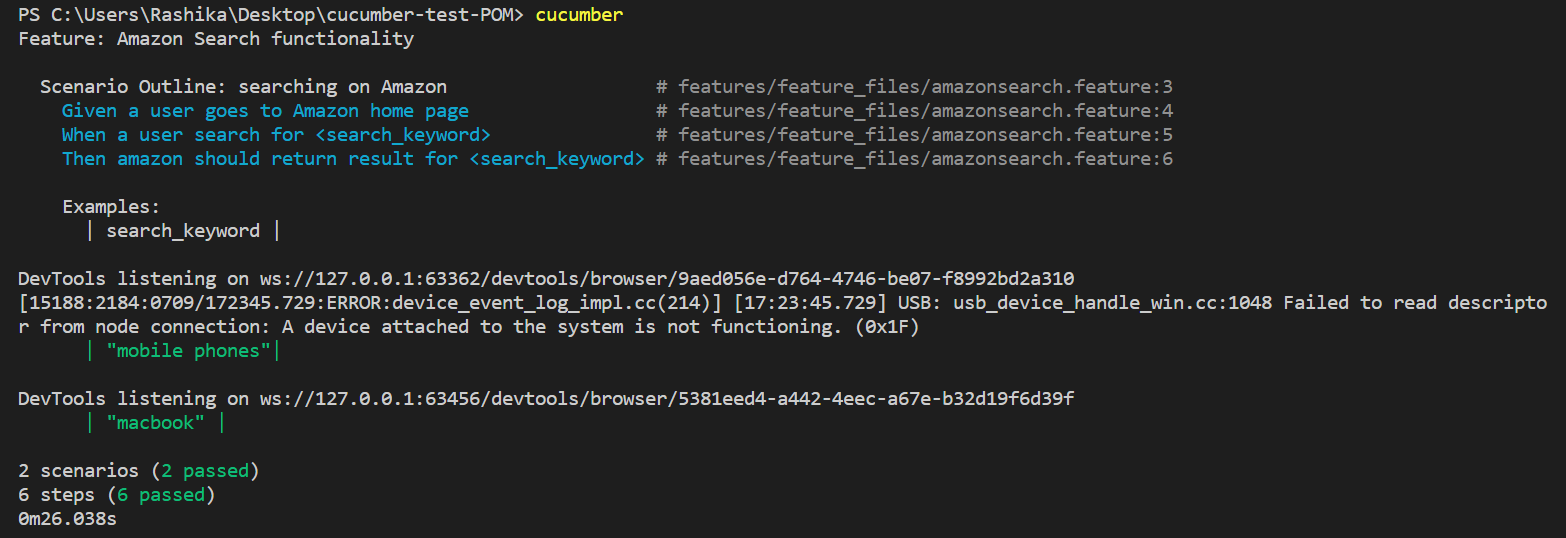 PS C:\Users\Rashika\Desktop\cucumber-test-POM> cucumber
Feature: Amazon Search functionality
Scenario Outline: searching on Amazon # features/feature_files/amazonsearch.feature:3
Given a user goes to Amazon home page # features/feature_files/amazonsearch.feature:4
When a user search for <search_keyword> # features/feature_files/amazonsearch.feature:5
Then amazon should return result for <search_keyword> # features/feature_files/amazonsearch.feature:6
Examples:
| search_keyword |
DevTools listening on ws://127.0.0.1:63362/devtools/browser/9aed056e-d764-4746-be07-f8992bd2a310
[15188:2184:0709/172345.729:ERROR:device_event_log_impl.cc(214)] [17:23:45.729] USB: usb_device_handle_win.cc:1048 Failed to read descripto
r from node connection: A device attached to the system is not functioning. (0x1F)
| "mobile phones"|
DevTools listening on ws://127.0.0.1:63456/devtools/browser/5381eed4-a442-4eec-a67e-b32d19f6d39f
| "macbook" |
2 scenarios (2 passed)
6 steps (6 passed)
0m26.038s